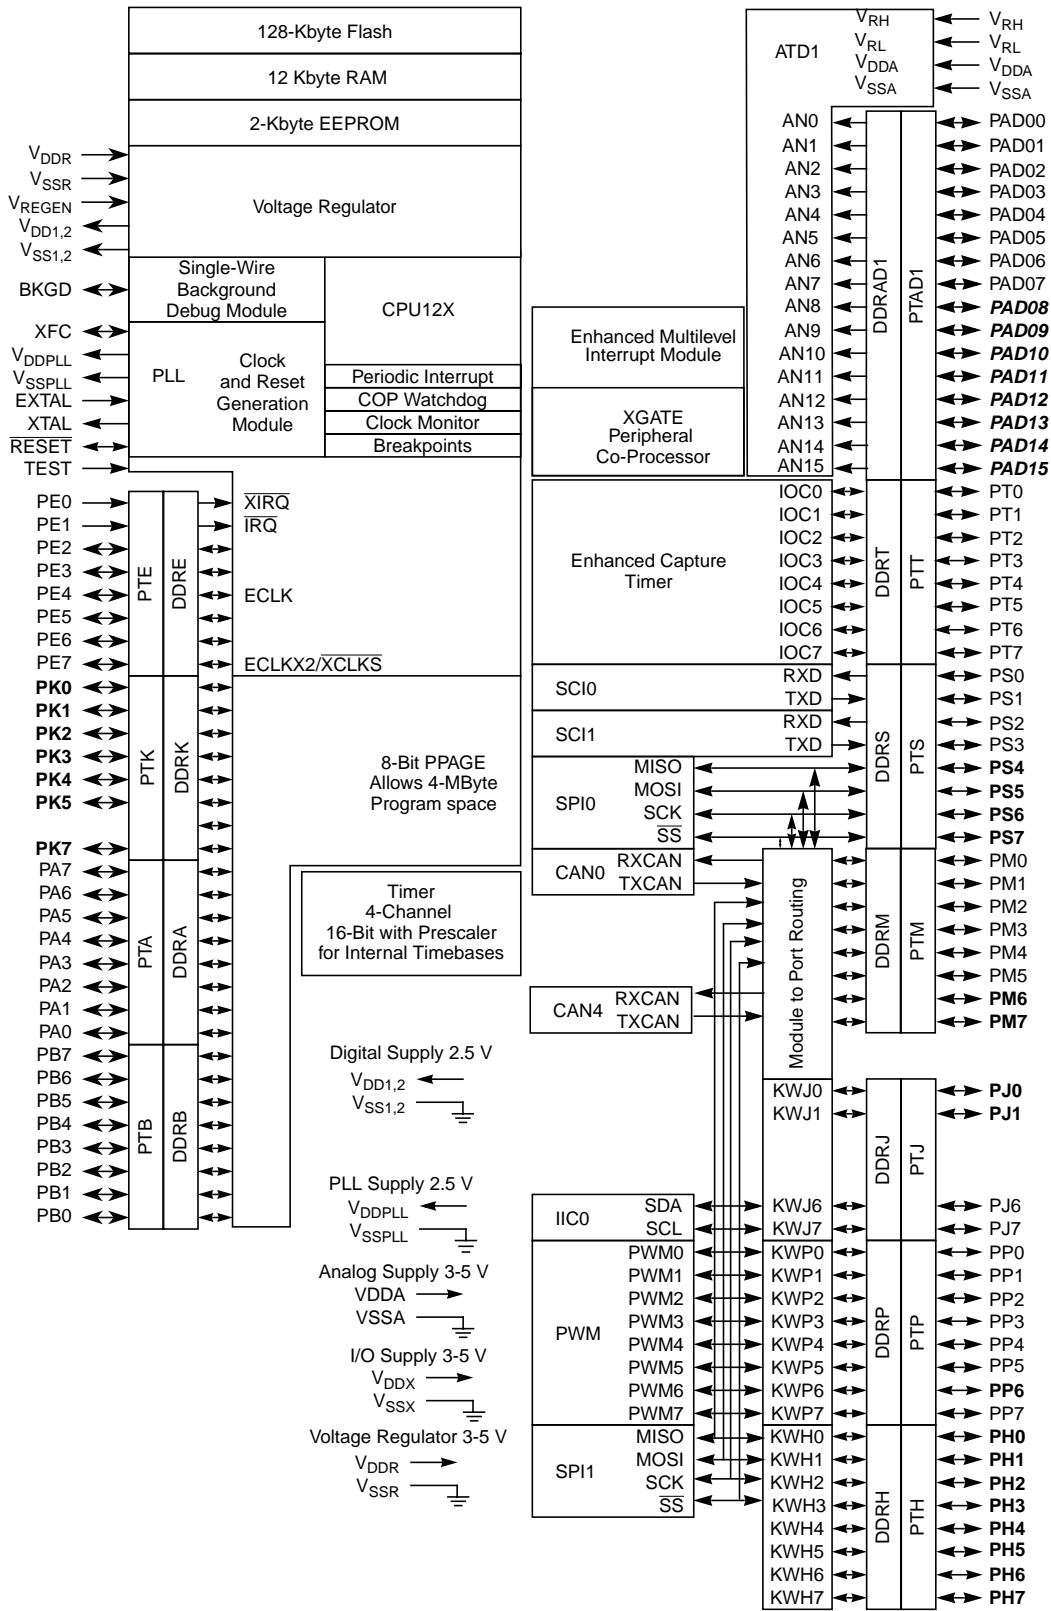 128-Kbyte Flash
12 Kbyte RAM
2-Kbyte EEPROM
VDDR
VSSR
VREGEN
VDD1,2
VSS1,2
Voltage Regulator
Single-Wire
Background
Debug Module
BKGD
CPU12X
XFC
VDDPLL
VSSPLL
EXTAL
XTAL
RESET
TEST
PLL
Clock
and Reset
Generation
Module
Periodic Interrupt
COP Watchdog
Clock Monitor
Breakpoints
PE0
PE1
PE2
PE3
PE4
PE5
PE6
PE7
PTE
DDRE
XIRQ
IRQ
ECLK
ECLKX2/XCLKS
PK0
PK1
PK2
PK3
PK4
PK5
PK7
PTK
DDRK
8-Bit PPAGE
Allows 4-MByte
Program space
PA7
PA6
PA5
PA4
PA3
PA2
PA1
PA0
PTA
DDRA
Timer
4-Channel
16-Bit with Prescaler
for Internal Timebases
PB7
PB6
PB5
PB4
PB3
PB2
PB1
PB0
PTB
DDRB
Digital Supply 2.5 V
VDD1,2
VSS1,2
PLL Supply 2.5 V
VDDPLL
VSSPLL
Analog Supply 3-5 V
VDDA
VSSA
I/O Supply 3-5 V
VDDX
VSSX
Voltage Regulator 3-5 V
VDDR
VSSR
Enhanced Multilevel
Interrupt Module
XGATE
Peripheral
Co-Processor
ATD1
VRH
VRL
VDDA
VSSA
VRH
VRL
VDDA
VSSA
AN0
AN1
AN2
AN3
AN4
AN5
AN6
AN7
AN8
AN9
AN10
AN11
AN12
AN13
AN14
AN15
DDRAD1
PTAD1
PAD00
PAD01
PAD02
PAD03
PAD04
PAD05
PAD06
PAD07
PAD08
PAD09
PAD10
PAD11
PAD12
PAD13
PAD14
PAD15
Enhanced Capture
Timer
IOC0
IOC1
IOC2
IOC3
IOC4
IOC5
IOC6
IOC7
DDRT
PTT
PT0
PT1
PT2
PT3
PT4
PT5
PT6
PT7
SCI0
RXD
TXD
SCI1
RXD
TXD
SPI0
MISO
MOSI
SCK
SS
DDRS
PTS
PS0
PS1
PS2
PS3
PS4
PS5
PS6
PS7
CAN0
RXCAN
TXCAN
CAN4
RXCAN
TXCAN
Module to Port Routing
DDRM
PTM
PM0
PM1
PM2
PM3
PM4
PM5
PM6
PM7
KWJ0
KWJ1
KWJ6
KWJ7
DDRJ
PTJ
PJ0
PJ1
PJ6
PJ7
IIC0
SDA
SCL
PWM
PWM0
PWM1
PWM2
PWM3
PWM4
PWM5
PWM6
PWM7
KWP0
KWP1
KWP2
KWP3
KWP4
KWP5
KWP6
KWP7
DDRP
PTP
PP0
PP1
PP2
PP3
PP4
PP5
PP6
PP7
SPI1
MISO
MOSI
SCK
SS
KWH0
KWH1
KWH2
KWH3
KWH4
KWH5
KWH6
KWH7
DDRH
PTH
PH0
PH1
PH2
PH3
PH4
PH5
PH6
PH7